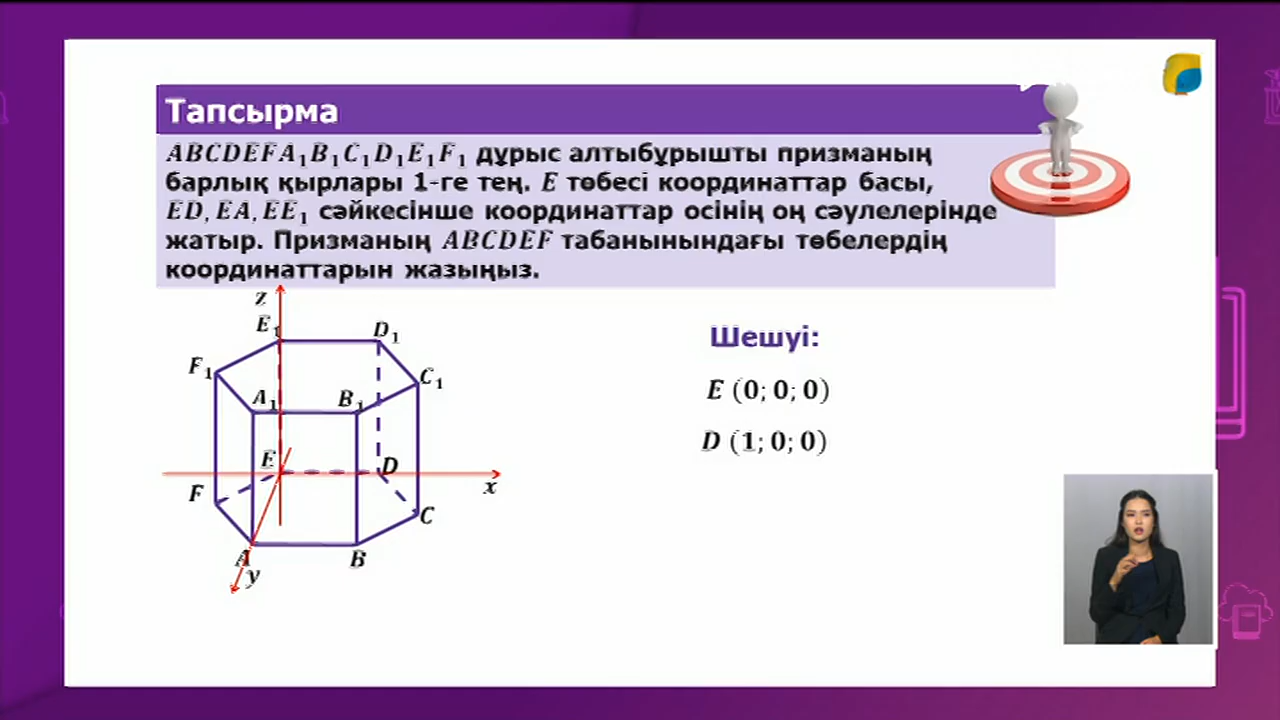 Тапсырма
ABCDEFA₁B₁C₁D₁E₁F₁ дұрыс алтыбұрышты призманың
барлық қырлары 1-ге тең. E төбесі координаттар басы,
ED, EA, EE₁ сәйкесінше координаттар осінің оң сәулелерінде
жатыр. Призманың ABCDEF табанынындағы төбелердің
координаттарын жазыңыз.
z
E₁
D₁
F₁
C₁
A₁
B₁
E
D
x
F
C
A
B
y
Шешуі:
E (0; 0; 0)
D (1; 0; 0)